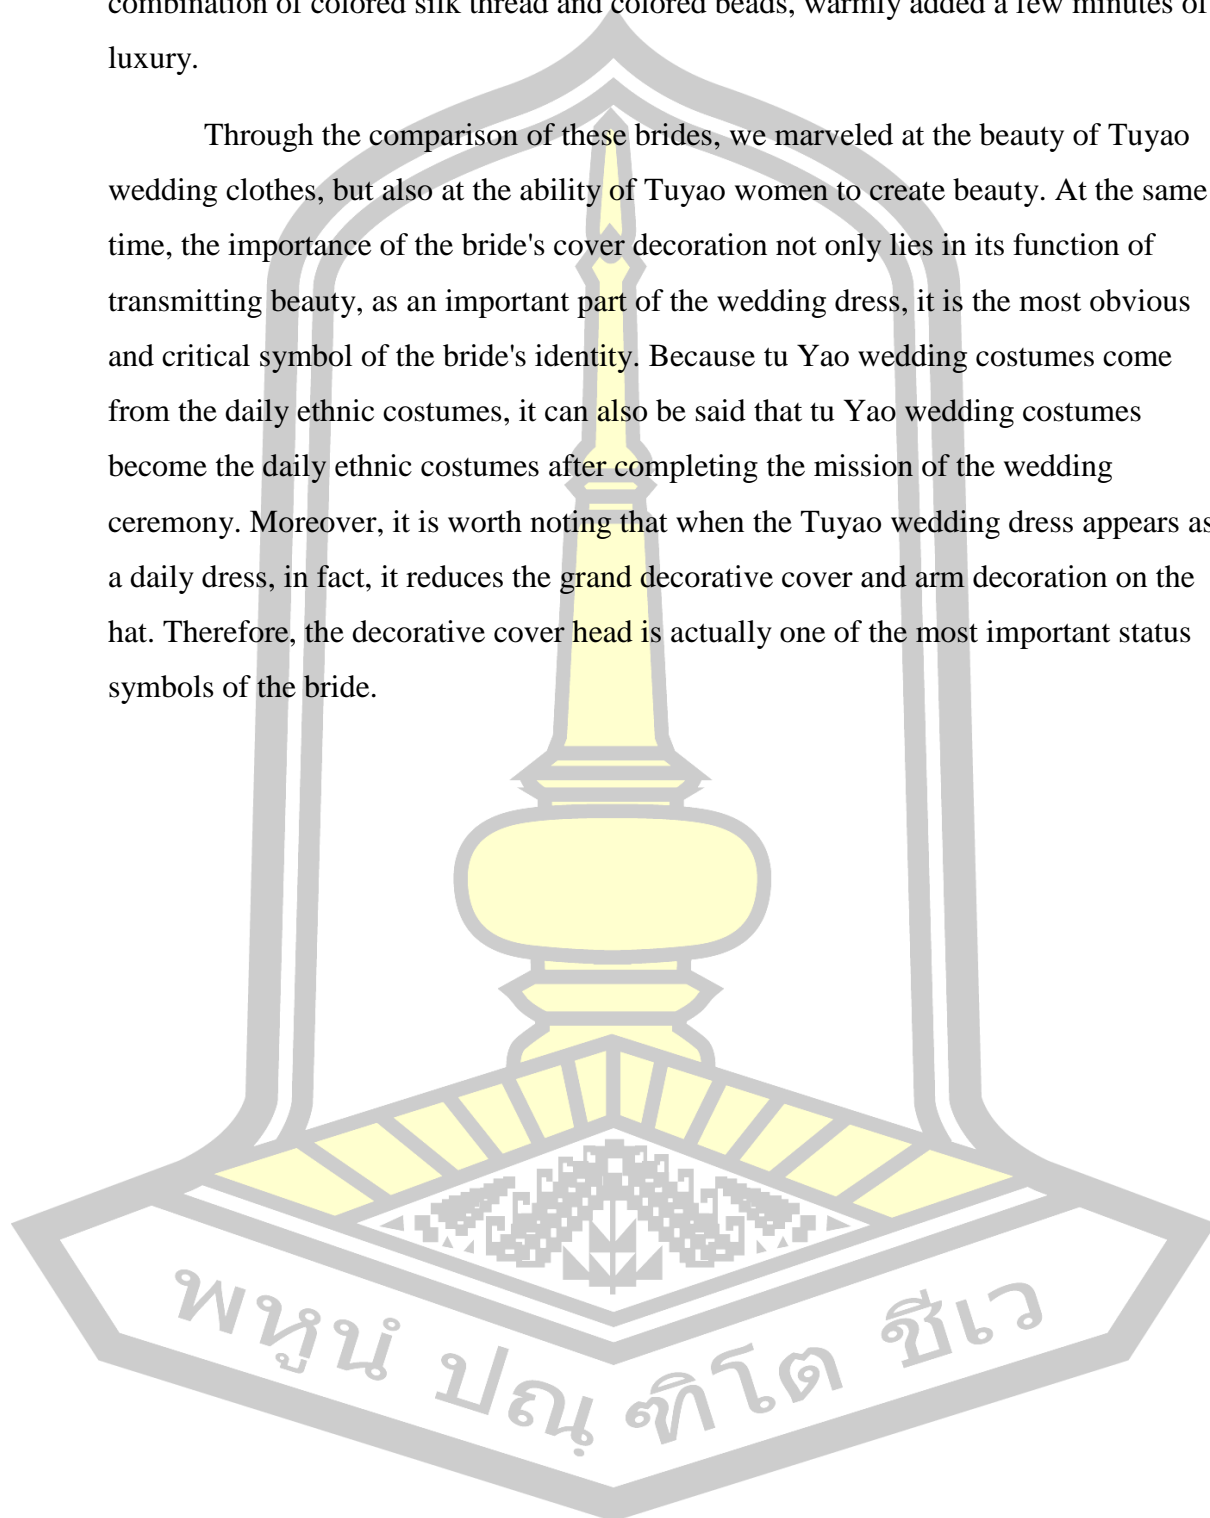 combination of colored silk thread and colored beads, warmly added a few minutes of
luxury.
Through the comparison of these brides, we marveled at the beauty of Tuyao
wedding clothes, but also at the ability of Tuyao women to create beauty. At the same
time, the importance of the bride's cover decoration not only lies in its function of
transmitting beauty, as an important part of the wedding dress, it is the most obvious
and critical symbol of the bride's identity. Because tu Yao wedding costumes come
from the daily ethnic costumes, it can also be said that tu Yao wedding costumes
become the daily ethnic costumes after completing the mission of the wedding
ceremony. Moreover, it is worth noting that when the Tuyao wedding dress appears as
a daily dress, in fact, it reduces the grand decorative cover and arm decoration on the
hat. Therefore, the decorative cover head is actually one of the most important status
symbols of the bride.
พหูนํ ปณฺฑิโต ชีเว